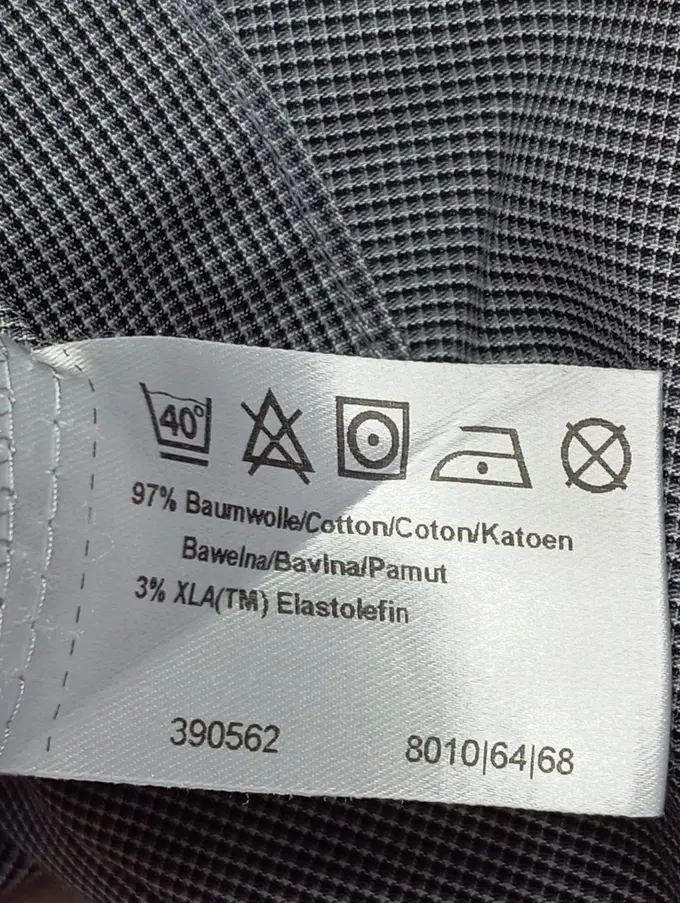 40°
97% Baumwolle/Cotton/Coton/Katoen
Bawelna/Bavlna/Pamut
3% XLA(TM) Elastolefin
390562
8010|64|68